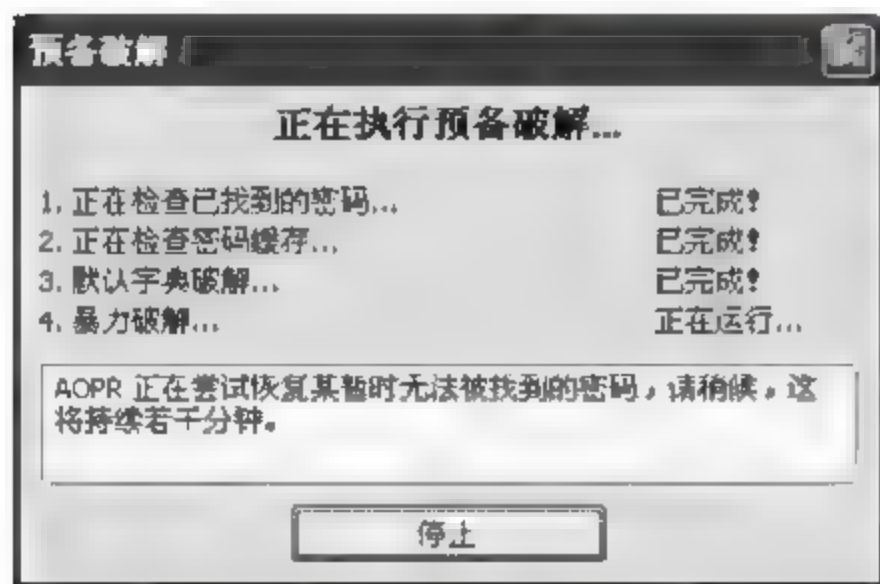 预备破解
正在执行预备破解...
1. 正在检查已找到的密码... 已完成!
2. 正在检查密码缓存... 已完成!
3. 默认字典破解... 已完成!
4. 暴力破解... 正在运行...
AOPR 正在尝试恢复某暂时无法被找到的密码，请稍候，这
将持续若干分钟。
停止